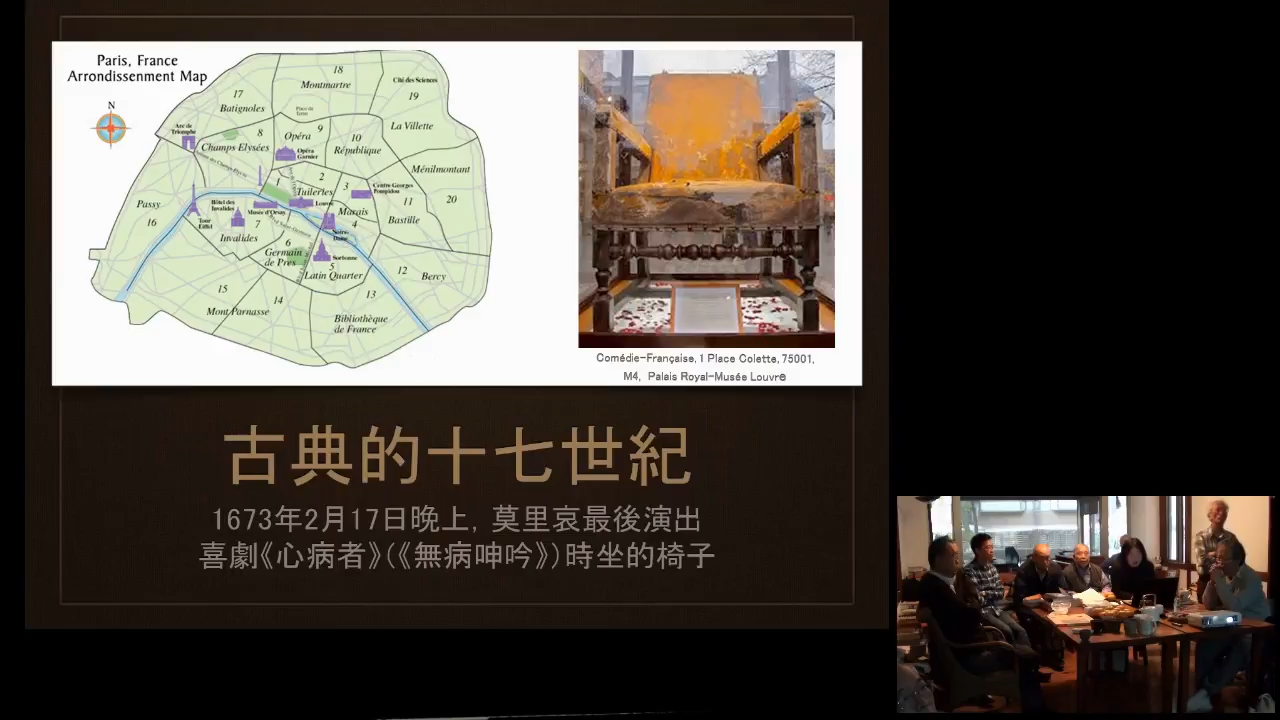 Paris, France
Arrondissenment Map
N
18
Montmartre
Cité des Sciences
19
17
Batignoles
Place du
Tertre
La Villette
Arc de
Triomphe
8
Champs Elysées
9
Opéra
Opéra
Garnier
10
République
Ménilmontant
20
2
Tuileries
1
3
Centre Georges
Pompidou
Louvre
Marais
4
11
Bastille
Passy
16
Tour
Eiffel
Hôtel des
Invalides
Musée d'Orsay
7
Invalides
Notre-
Dame
6
Germain
de Pres
Sorbonne
5
Latin Quarter
12
Bercy
15
Mont Parnasse
14
13
Bibliothèque
de France
Comédie-Française, 1 Place Colette, 75001,
M4, Palais Royal-Musée Louvre
古典的十七世紀
1673年2月17日晚上，莫里哀最後演出
喜劇《心病者》（《無病呻吟》）時坐的椅子